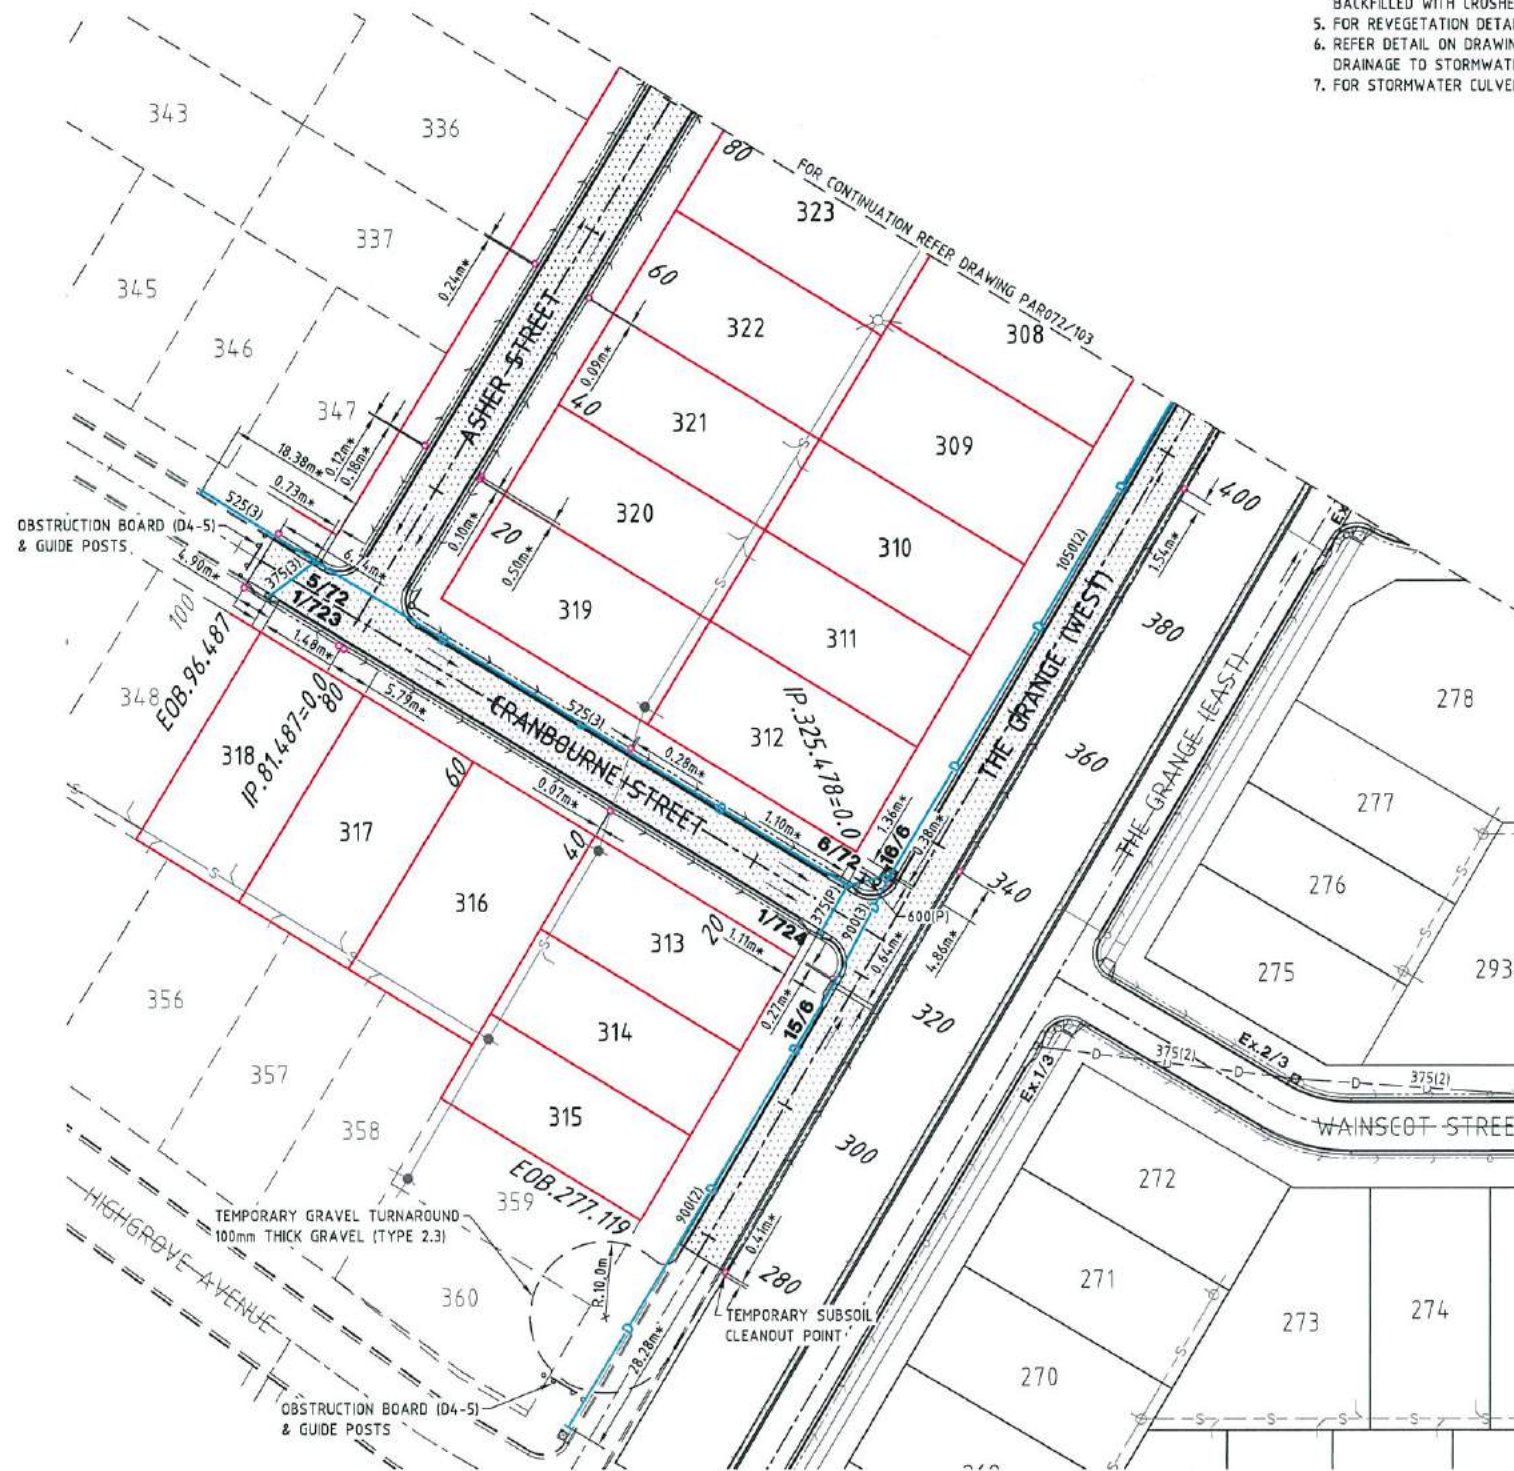 BACKFILLED WITH CRUSHE
5. FOR REVEGETATION DETAI
6. REFER DETAIL ON DRAWIN
DRAINAGE TO STORMWAT
7. FOR STORMWATER CULVE
343
336
80
FOR CONTINUATION REFER DRAWING PAR072/103
323
337
0.24m*
60
345
322
308
ASHER STREET
346
0.09m*
347
40
321
309
18.38m*
0.12m*
0.18m*
0.73m*
525(3)
320
0.10m*
20
0.50m*
310
1050(2)
400
1.54m*
Ex
OBSTRUCTION BOARD (D4-5)
& GUIDE POSTS
4.90m*
375(3)
5/72
1/723
100
319
311
380
THE GRANGE (WEST)
THE GRANGE (EAST)
278
1.48m*
EOB.96.487
348
IP.81.487=0.0
80
5.79m*
525(3)
CRANBOURNE STREET
0.28m*
312
IP.325.478=0.0
360
318
60
0.07m*
277
317
40
1.10m*
6/72
16/6
1.36m*
0.38m*
340
276
316
375(P)
900(3)
600(P)
1/724
313
20
1.11m*
0.64m*
4.86m*
275
293
356
314
0.27m*
15/6
320
Ex.2/3
375(2)
375(2)
Ex.1/3
357
WAINSCOT STREE
315
358
300
272
EOB.277.119
359
900(2)
0.41m*
HIGHGROVE AVENUE
TEMPORARY GRAVEL TURNAROUND
100mm THICK GRAVEL (TYPE 2.3)
R.10.0m
280
271
360
TEMPORARY SUBSOIL
CLEANOUT POINT
273
274
28.28m*
270
OBSTRUCTION BOARD (D4-5)
& GUIDE POSTS